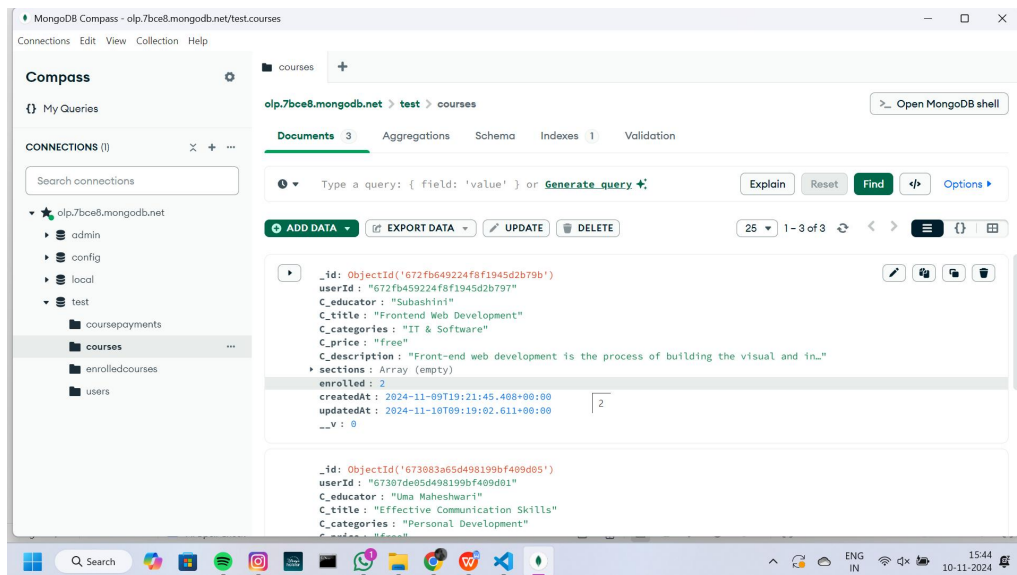 MongoDB Compass - olp.7bce8.mongodb.net/test.courses
Connections Edit View Collection Help
Compass
{} My Queries
CONNECTIONS (1)
Search connections
olp.7bce8.mongodb.net
admin
config
local
test
coursepayments
courses
enrolledcourses
users
courses
olp.7bce8.mongodb.net > test > courses
>_ Open MongoDB shell
Documents 3 Aggregations Schema Indexes 1 Validation
Type a query: { field: 'value' } or Generate query
Explain Reset Find </> Options
ADD DATA EXPORT DATA UPDATE DELETE
25 1 – 3 of 3 {}
_id: ObjectId('672fb649224f8f1945d2b79b')
userId : "672fb459224f8f1945d2b797"
C_educator : "Subashini"
C_title : "Frontend Web Development"
C_categories : "IT & Software"
C_price : "free"
C_description : "Front-end web development is the process of building the visual and in…"
sections : Array (empty)
enrolled : 2
createdAt : 2024-11-09T19:21:45.408+00:00
2
updatedAt : 2024-11-10T09:19:02.611+00:00
__v : 0
_id: ObjectId('673083a65d498199bf409d05')
userId : "67307de05d498199bf409d01"
C_educator : "Uma Maheshwari"
C_title : "Effective Communication Skills"
C_categories : "Personal Development"
C_price : "free"
Search
1
ENG
IN
15:44
10-11-2024